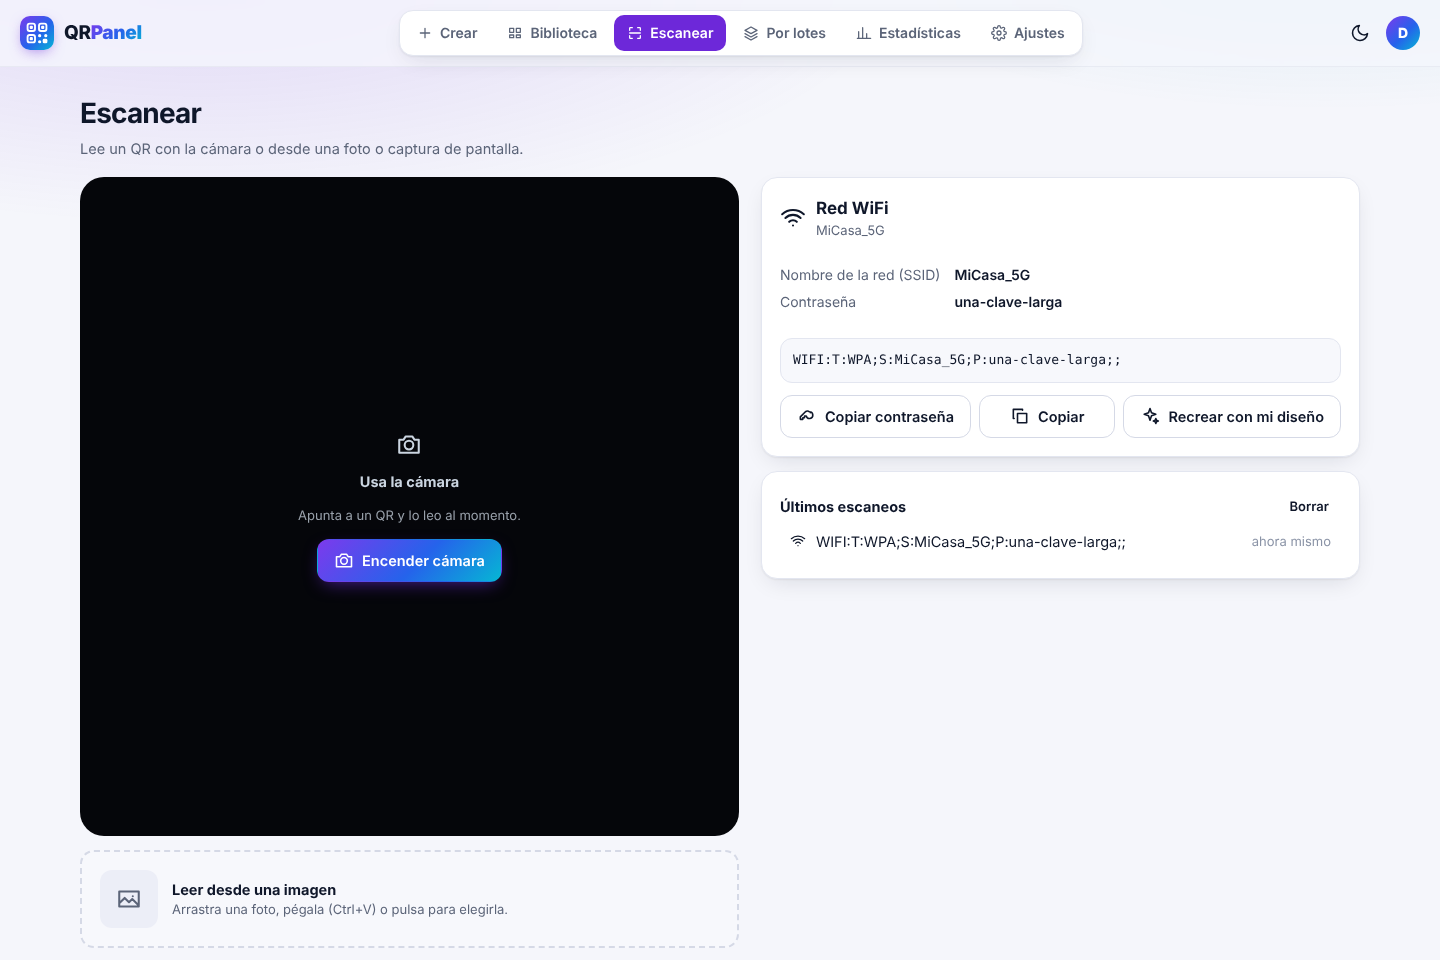 QRPanel
Crear
Biblioteca
Escanear
Por lotes
Estadísticas
Ajustes
D
Escanear
Lee un QR con la cámara o desde una foto o captura de pantalla.
Usa la cámara
Apunta a un QR y lo leo al momento.
Encender cámara
Leer desde una imagen
Arrastra una foto, pégala (Ctrl+V) o pulsa para elegirla.
Red WiFi
MiCasa_5G
Nombre de la red (SSID) MiCasa_5G
Contraseña una-clave-larga
WIFI:T:WPA;S:MiCasa_5G;P:una-clave-larga;;
Copiar contraseña
Copiar
Recrear con mi diseño
Últimos escaneos
Borrar
WIFI:T:WPA;S:MiCasa_5G;P:una-clave-larga;;
ahora mismo